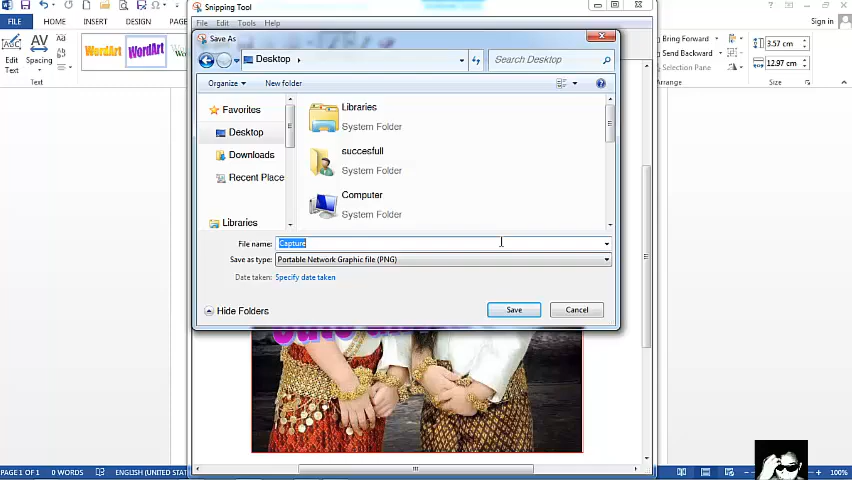 Snipping Tool
FILE HOME INSERT DESIGN PAG
Sign in
File Edit Tools Help
Save As
Edit Text
Spacing
Text
WordArt WordArt
Bring Forward
Send Backward
Selection Pane
Arrange
3.57 cm
12.97 cm
Size
Desktop
Search Desktop
Organize New folder
Favorites
Desktop
Downloads
Recent Place
Libraries
Libraries
System Folder
succesfull
System Folder
Computer
System Folder
File name: Capture
Save as type: Portable Network Graphic file (PNG)
Date taken: Specify date taken
Hide Folders
Save Cancel
PAGE 1 OF 1 0 WORDS ENGLISH (UNITED STAT
100%